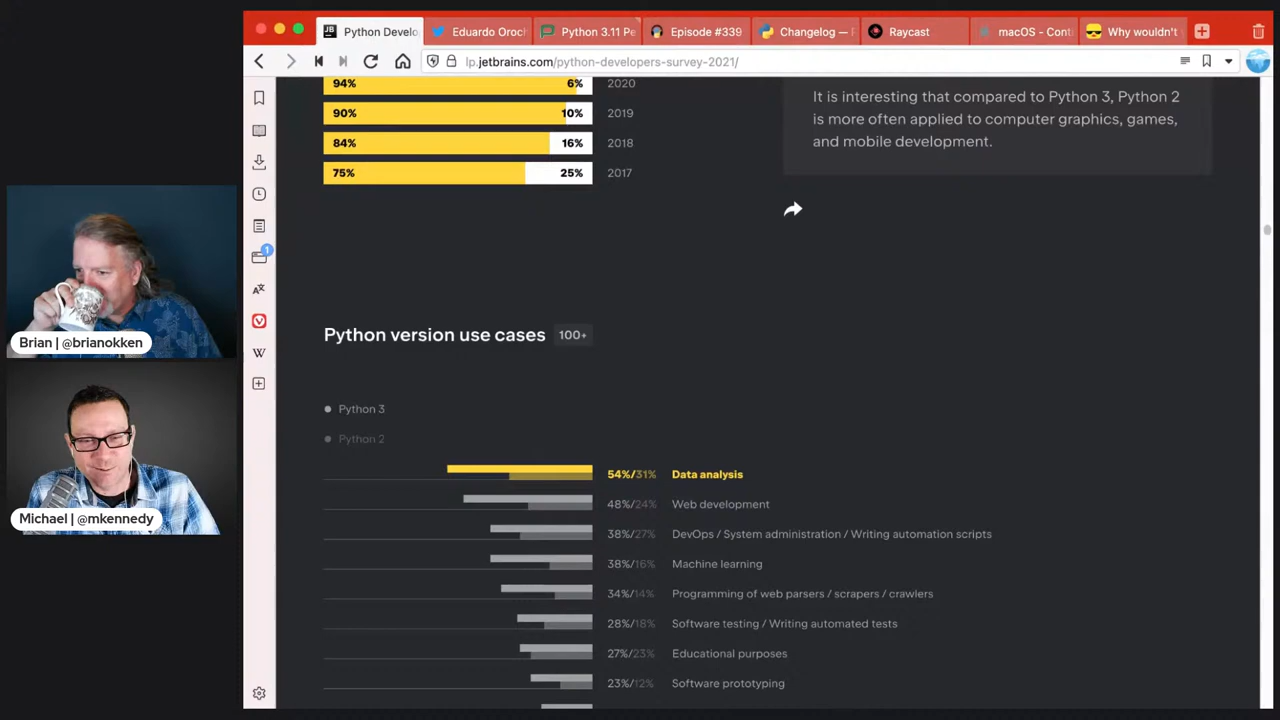 Python Develo
Eduardo Oroch
Python 3.11 Pe
Episode #339
Changelog —
Raycast
macOS - Cont
Why wouldn't
lp.jetbrains.com/python-developers-survey-2021/
94% 6% 2020
90% 10% 2019
84% 16% 2018
75% 25% 2017
It is interesting that compared to Python 3, Python 2
is more often applied to computer graphics, games,
and mobile development.
Python version use cases 100+
Python 3
Python 2
54%/31% Data analysis
48%/24% Web development
38%/27% DevOps / System administration / Writing automation scripts
38%/16% Machine learning
34%/14% Programming of web parsers / scrapers / crawlers
28%/18% Software testing / Writing automated tests
27%/23% Educational purposes
23%/12% Software prototyping
1
W
JB
Brian | @brianokken
Michael | @mkennedy